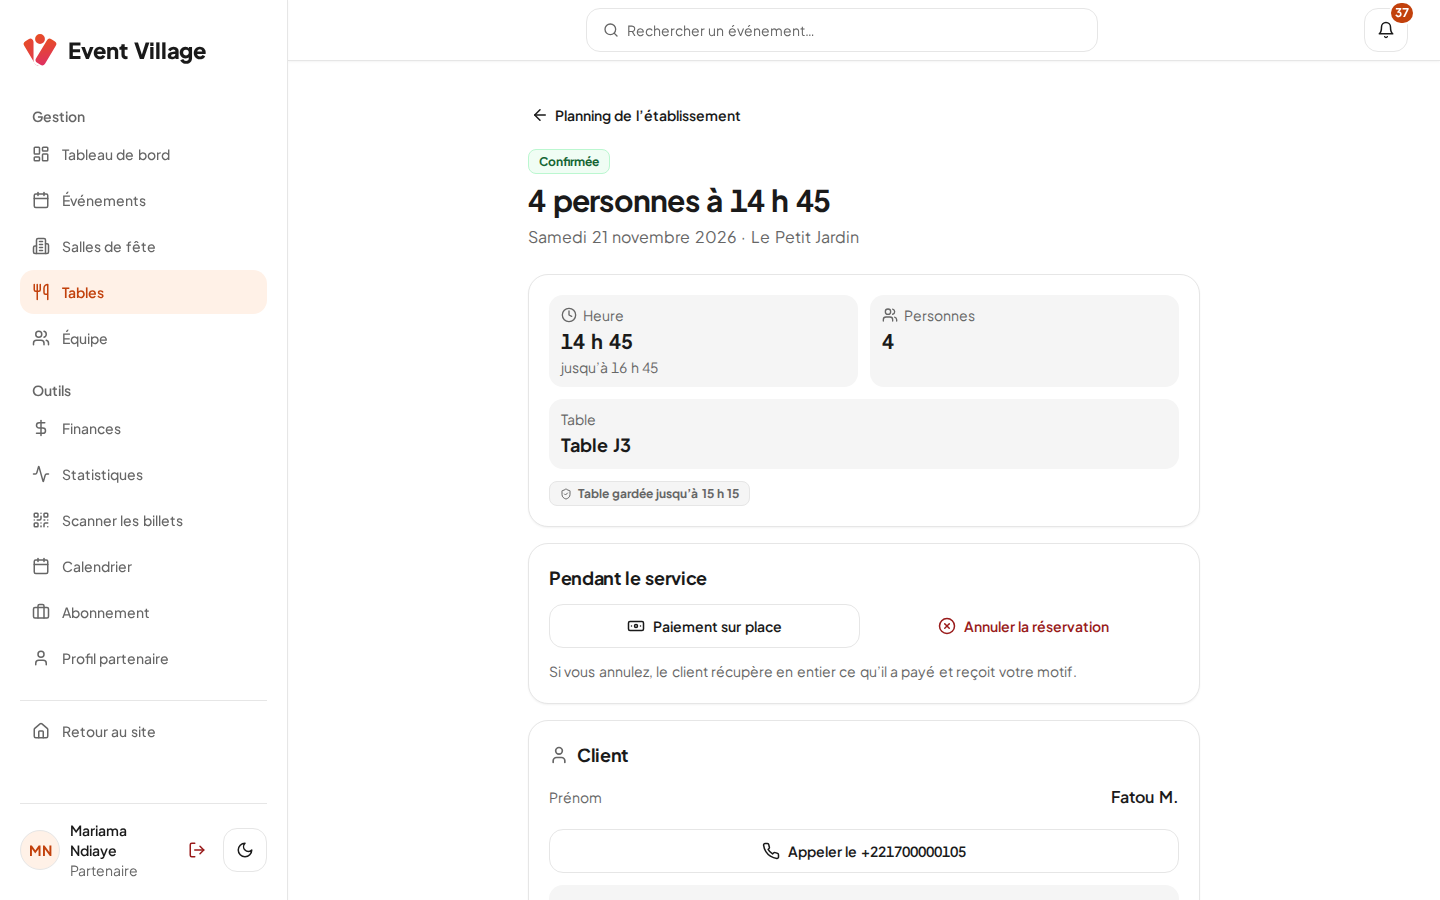 Event Village
Rechercher un événement...
37
Gestion
Tableau de bord
Événements
Salles de fête
Tables
Équipe
Outils
Finances
Statistiques
Scanner les billets
Calendrier
Abonnement
Profil partenaire
Retour au site
MN
Mariama
Ndiaye
Partenaire
Planning de l'établissement
Confirmée
4 personnes à 14 h 45
Samedi 21 novembre 2026 · Le Petit Jardin
Heure
14 h 45
jusqu'à 16 h 45
Personnes
4
Table
Table J3
Table gardée jusqu'à 15 h 15
Pendant le service
Paiement sur place
Annuler la réservation
Si vous annulez, le client récupère en entier ce qu'il a payé et reçoit votre motif.
Client
Prénom
Fatou M.
Appeler le +221700000105